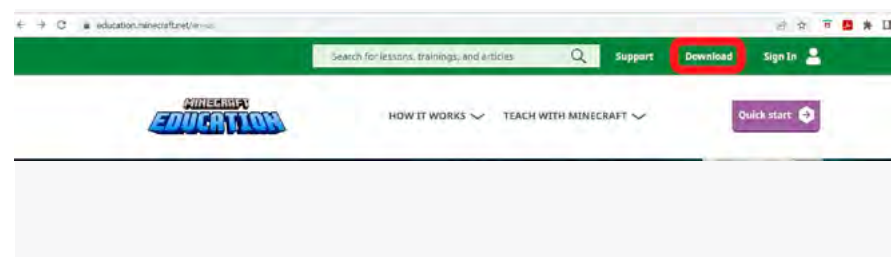 education.minecraft.net/
Search for lessons, trainings, and articles Support Download Sign In
MINECRAFT
EDUCATION
HOW IT WORKS TEACH WITH MINECRAFT Quick start